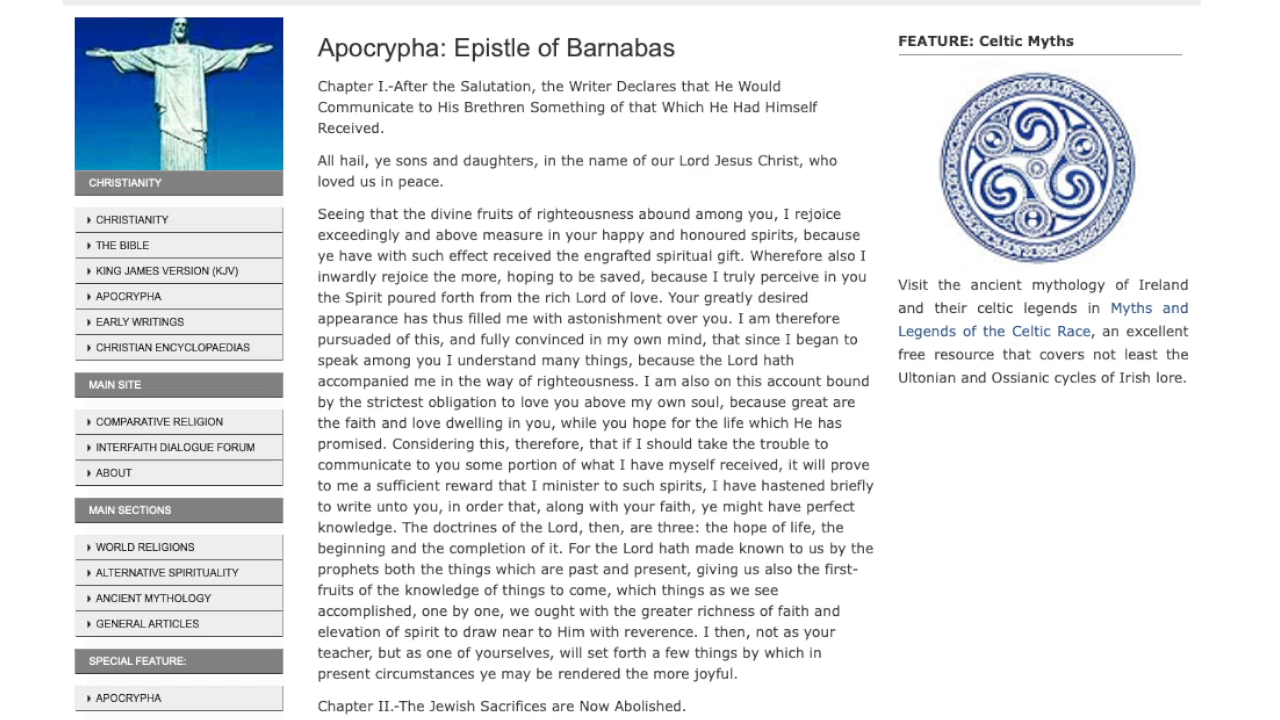 CHRISTIANITY
CHRISTIANITY
THE BIBLE
KING JAMES VERSION (KJV)
APOCRYPHA
EARLY WRITINGS
CHRISTIAN ENCYCLOPAEDIAS
MAIN SITE
COMPARATIVE RELIGION
INTERFAITH DIALOGUE FORUM
ABOUT
MAIN SECTIONS
WORLD RELIGIONS
ALTERNATIVE SPIRITUALITY
ANCIENT MYTHOLOGY
GENERAL ARTICLES
SPECIAL FEATURE:
APOCRYPHA
Apocrypha: Epistle of Barnabas
Chapter I.-After the Salutation, the Writer Declares that He Would
Communicate to His Brethren Something of that Which He Had Himself
Received.
All hail, ye sons and daughters, in the name of our Lord Jesus Christ, who
loved us in peace.
Seeing that the divine fruits of righteousness abound among you, I rejoice
exceedingly and above measure in your happy and honoured spirits, because
ye have with such effect received the engrafted spiritual gift. Wherefore also I
inwardly rejoice the more, hoping to be saved, because I truly perceive in you
the Spirit poured forth from the rich Lord of love. Your greatly desired
appearance has thus filled me with astonishment over you. I am therefore
pursuaded of this, and fully convinced in my own mind, that since I began to
speak among you I understand many things, because the Lord hath
accompanied me in the way of righteousness. I am also on this account bound
by the strictest obligation to love you above my own soul, because great are
the faith and love dwelling in you, while you hope for the life which He has
promised. Considering this, therefore, that if I should take the trouble to
communicate to you some portion of what I have myself received, it will prove
to me a sufficient reward that I minister to such spirits, I have hastened briefly
to write unto you, in order that, along with your faith, ye might have perfect
knowledge. The doctrines of the Lord, then, are three: the hope of life, the
beginning and the completion of it. For the Lord hath made known to us by the
prophets both the things which are past and present, giving us also the first-
fruits of the knowledge of things to come, which things as we see
accomplished, one by one, we ought with the greater richness of faith and
elevation of spirit to draw near to Him with reverence. I then, not as your
teacher, but as one of yourselves, will set forth a few things by which in
present circumstances ye may be rendered the more joyful.
Chapter II.-The Jewish Sacrifices are Now Abolished.
FEATURE: Celtic Myths
Visit the ancient mythology of Ireland
and their celtic legends in Myths and
Legends of the Celtic Race, an excellent
free resource that covers not least the
Ultonian and Ossianic cycles of Irish lore.